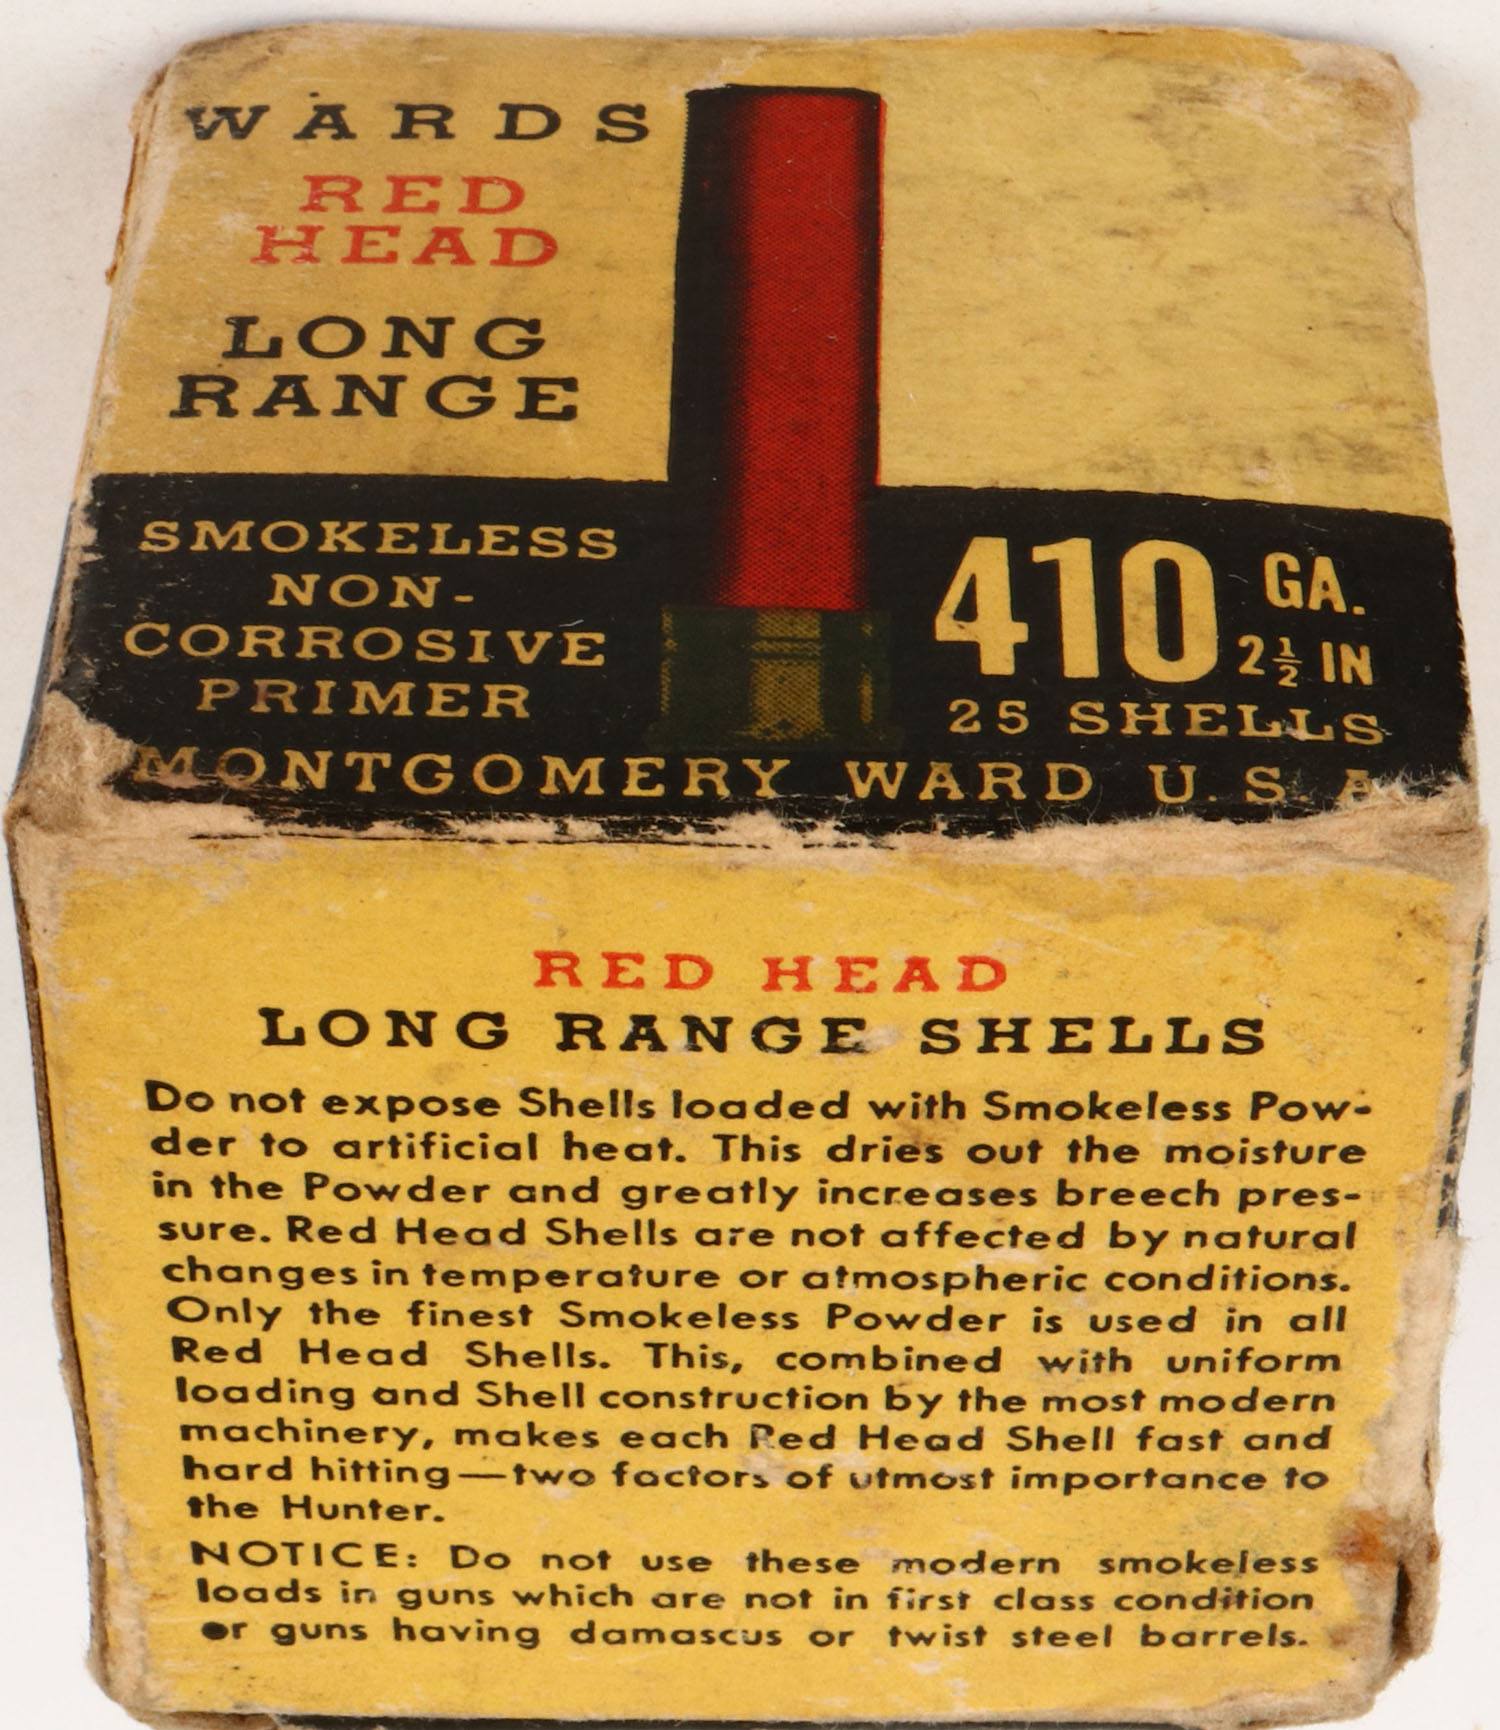 WARDS
RED
HEAD
LONG
RANGE
SMOKELESS
NON-
CORROSIVE
PRIMER
410 GA.
2½ IN
25 SHELLS
MONTGOMERY WARD U.S.A
RED HEAD
LONG RANGE SHELLS
Do not expose Shells loaded with Smokeless Pow-
der to artificial heat. This dries out the moisture
in the Powder and greatly increases breech pres-
sure. Red Head Shells are not affected by natural
changes in temperature or atmospheric conditions.
Only the finest Smokeless Powder is used in all
Red Head Shells. This, combined with uniform
loading and Shell construction by the most modern
machinery, makes each Red Head Shell fast and
hard hitting—two factors of utmost importance to
the Hunter.
NOTICE: Do not use these modern smokeless
loads in guns which are not in first class condition
or guns having damascus or twist steel barrels.